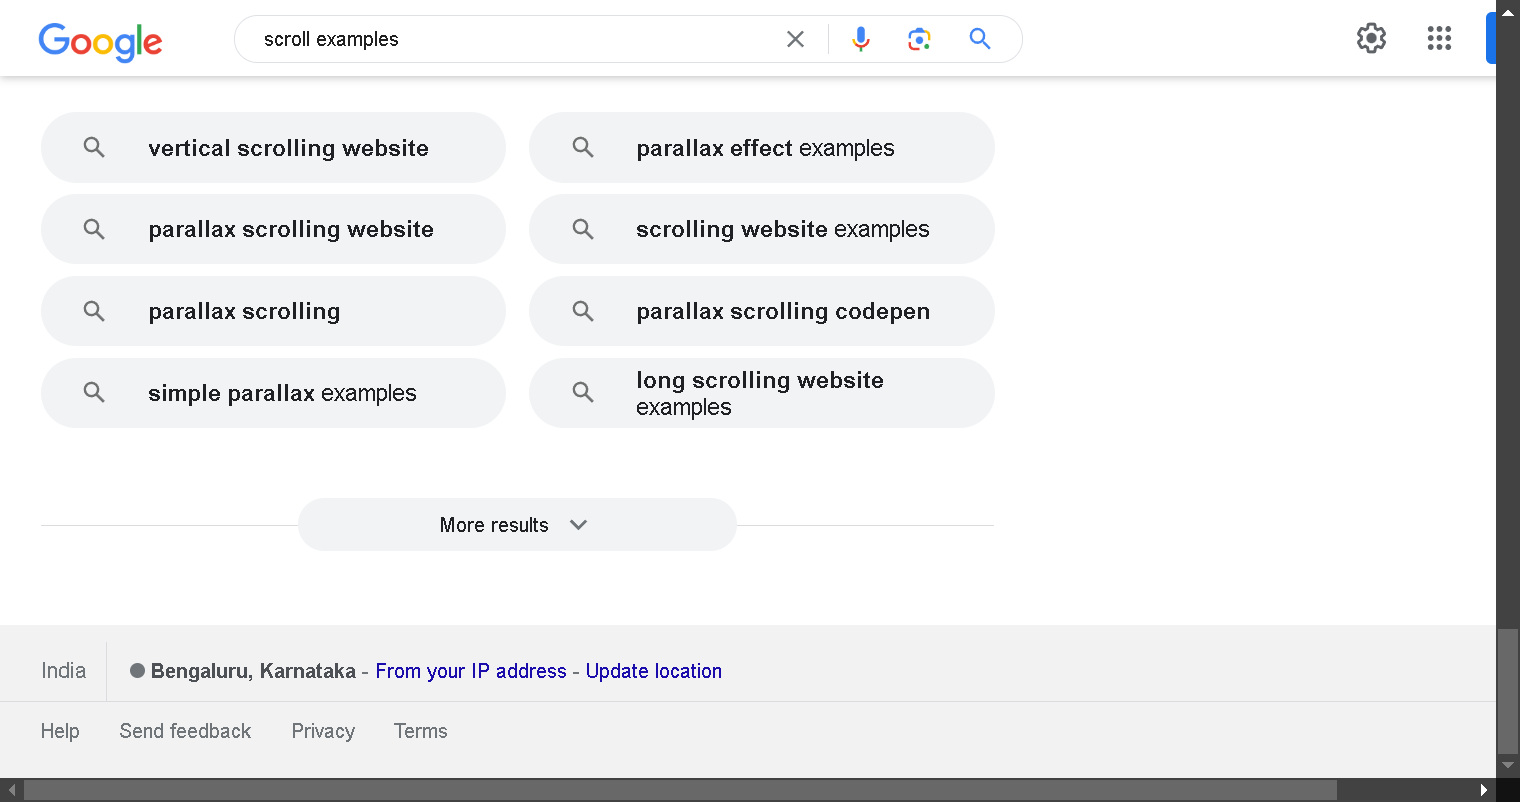 Google
scroll examples
vertical scrolling website
parallax effect examples
parallax scrolling website
scrolling website examples
parallax scrolling
parallax scrolling codepen
simple parallax examples
long scrolling website
examples
More results
India
Bengaluru, Karnataka - From your IP address - Update location
Help Send feedback Privacy Terms